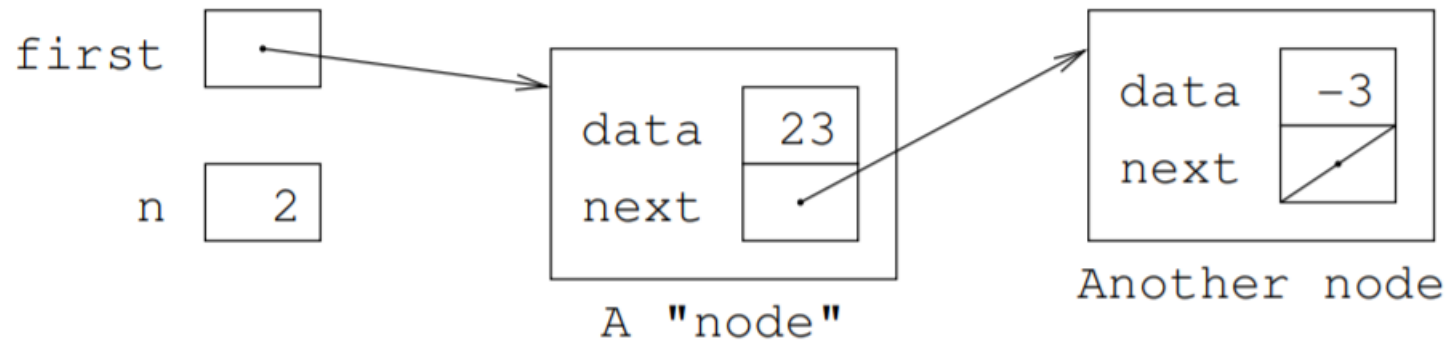 first
n 2
data 23
next
A "node"
data -3
next
Another node